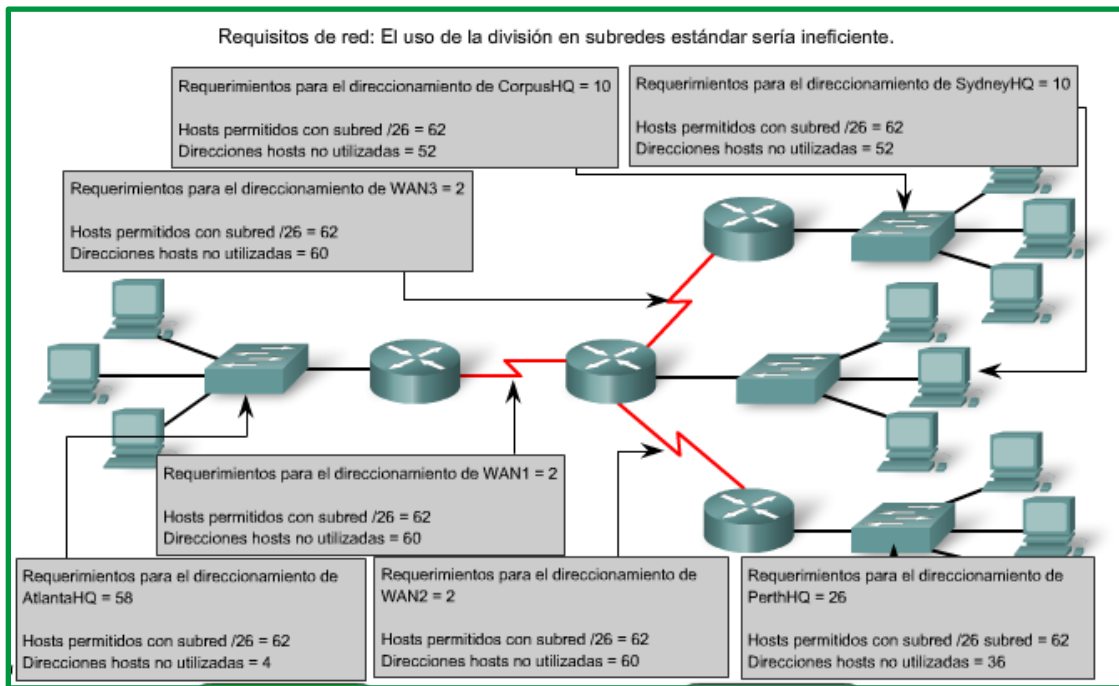 Requisitos de red: El uso de la división en subredes estándar sería ineficiente.
Requerimientos para el direccionamiento de CorpusHQ = 10
Hosts permitidos con subred /26 = 62
Direcciones hosts no utilizadas = 52
Requerimientos para el direccionamiento de SydneyHQ = 10
Hosts permitidos con subred /26 = 62
Direcciones hosts no utilizadas = 52
Requerimientos para el direccionamiento de WAN3 = 2
Hosts permitidos con subred /26 = 62
Direcciones hosts no utilizadas = 60
Requerimientos para el direccionamiento de WAN1 = 2
Hosts permitidos con subred /26 = 62
Direcciones hosts no utilizadas = 60
Requerimientos para el direccionamiento de
AtlantaHQ = 58
Hosts permitidos con subred /26 = 62
Direcciones hosts no utilizadas = 4
Requerimientos para el direccionamiento de
WAN2 = 2
Hosts permitidos con subred /26 = 62
Direcciones hosts no utilizadas = 60
Requerimientos para el direccionamiento de
PerthHQ = 26
Hosts permitidos con subred /26 subred = 62
Direcciones hosts no utilizadas = 36